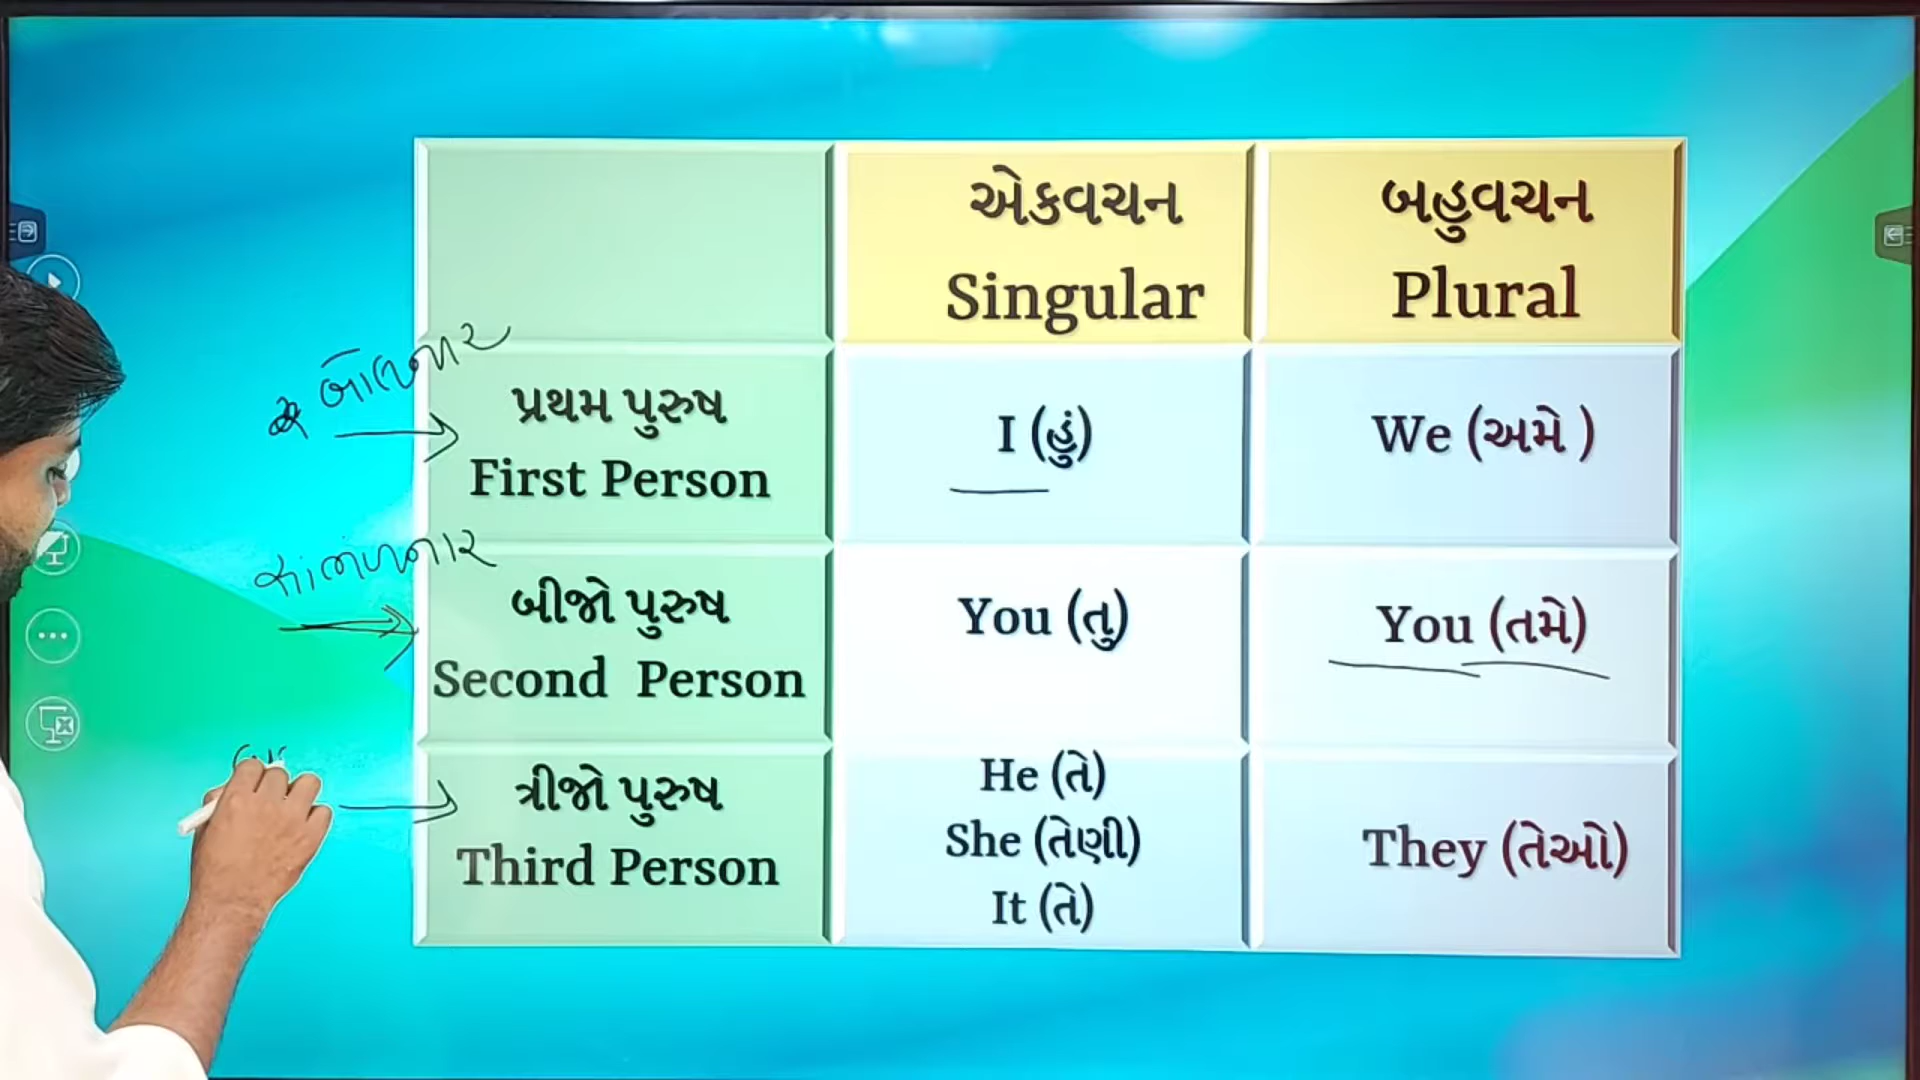 એકવચન
Singular
બહુવચન
Plural
બોલનાર
પ્રથમ પુરુષ
First Person
I (હું)
We (અમે )
સાંભળનાર
બીજો પુરુષ
Second Person
You (તુ)
You (તમે)
ત્રીજો પુરુષ
Third Person
He (તે)
She (તેણી)
It (તે)
They (તેઓ)